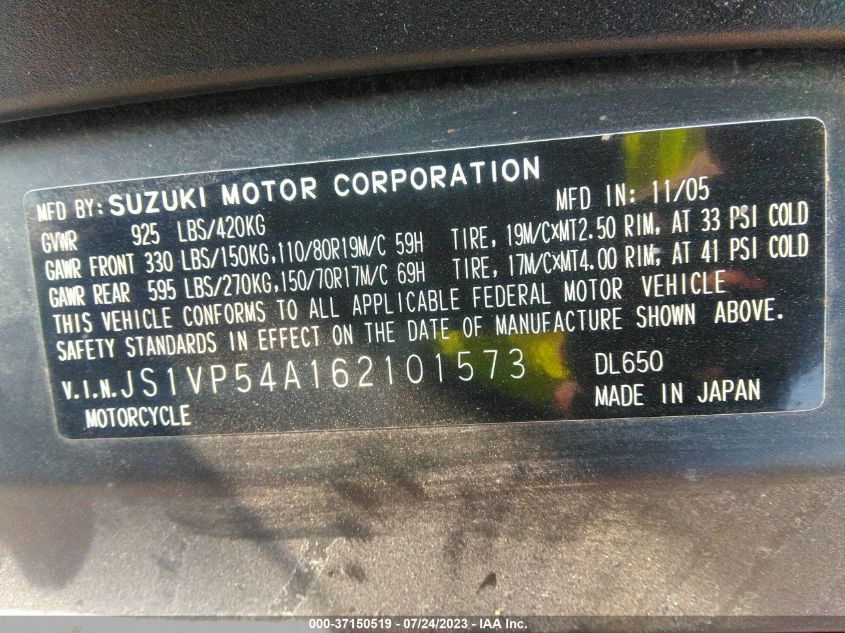 MFD BY: SUZUKI MOTOR CORPORATION MFD IN: 11/05
GVWR 925 LBS/420KG
GAWR FRONT 330 LBS/150KG, 110/80R19M/C 59H TIRE, 19M/C×MT2.50 RIM, AT 33 PSI COLD
GAWR REAR 595 LBS/270KG, 150/70R17M/C 69H TIRE, 17M/C×MT4.00 RIM, AT 41 PSI COLD
THIS VEHICLE CONFORMS TO ALL APPLICABLE FEDERAL MOTOR VEHICLE
SAFETY STANDARDS IN EFFECT ON THE DATE OF MANUFACTURE SHOWN ABOVE.
V.I.N. JS1VP54A162101573 DL650
MOTORCYCLE MADE IN JAPAN
000-37150519 - 07/24/2023 - IAA Inc.